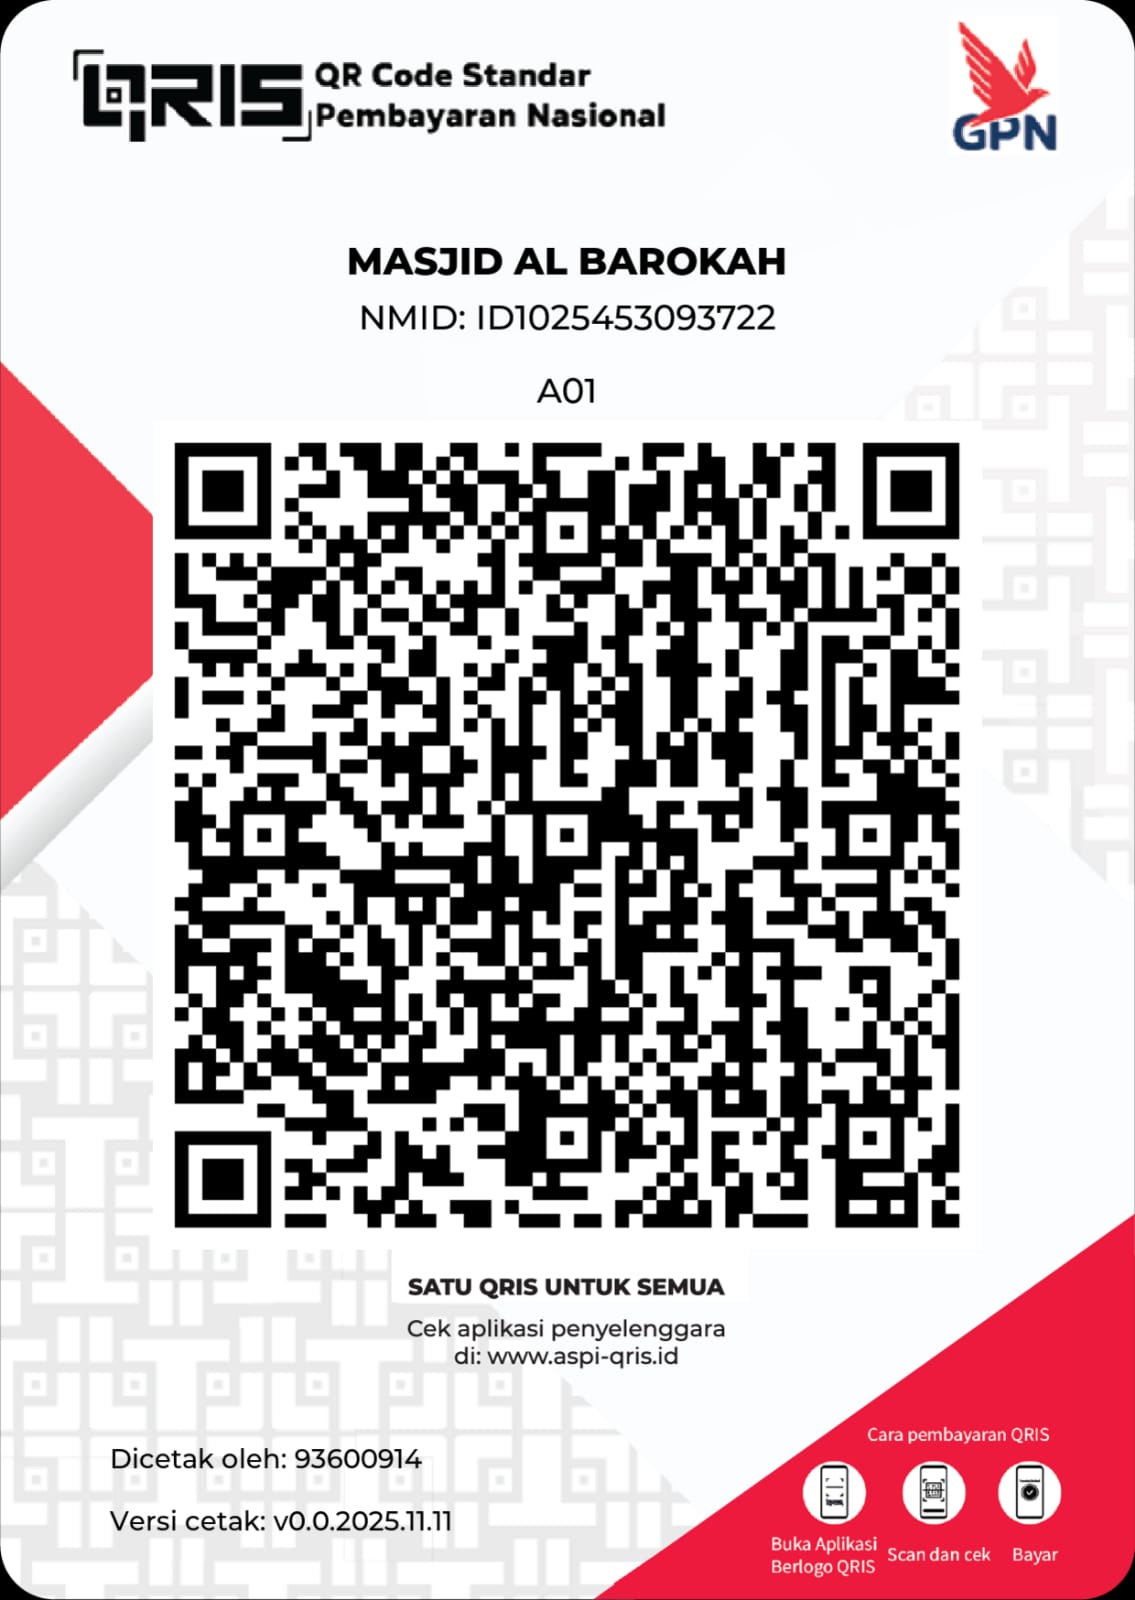 QRIS
QR Code Standar
Pembayaran Nasional
GPN
MASJID AL BAROKAH
NMID: ID1025453093722
A01
SATU QRIS UNTUK SEMUA
Cek aplikasi penyelenggara
di: www.aspi-qris.id
Dicetak oleh: 93600914
Versi cetak: v0.0.2025.11.11
Cara pembayaran QRIS
Buka Aplikasi
Berlogo QRIS
Scan dan cek
Bayar